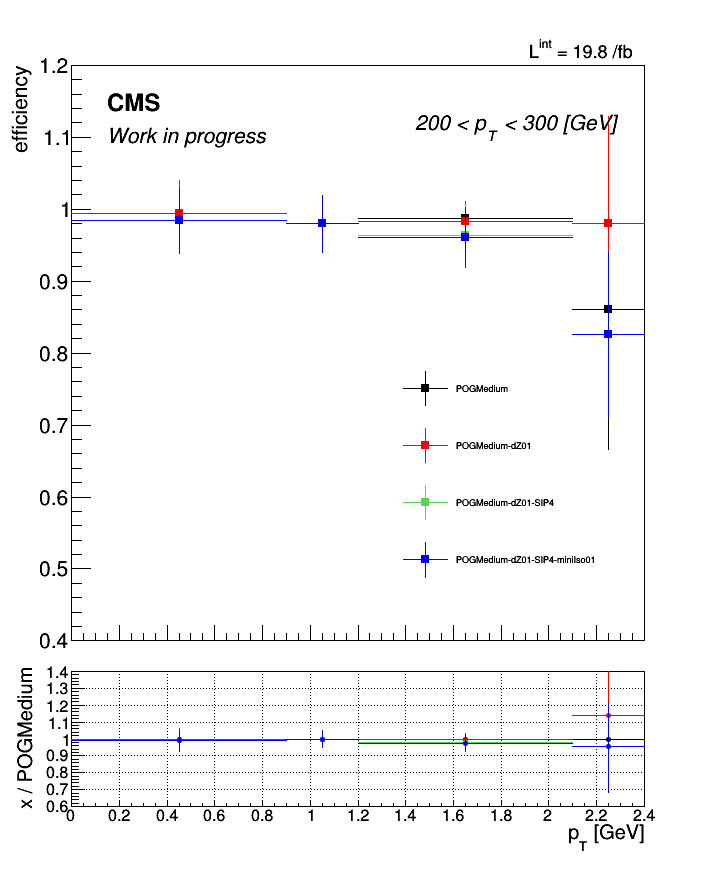 L^int = 19.8 /fb
efficiency
CMS
Work in progress
200 < p_T < 300 [GeV]
1.2
1.1
1
0.9
0.8
0.7
0.6
0.5
0.4
POGMedium
POGMedium-dZ01
POGMedium-dZ01-SIP4
POGMedium-dZ01-SIP4-miniIso01
x / POGMedium
1.4
1.3
1.2
1.1
1
0.9
0.8
0.7
0.6
0 0.2 0.4 0.6 0.8 1 1.2 1.4 1.6 1.8 2 2.2 2.4
p_T [GeV]